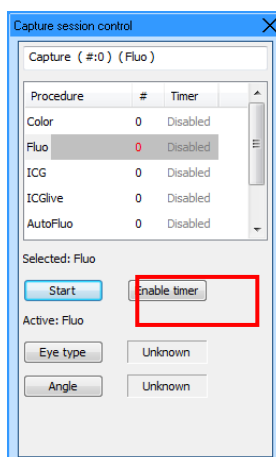 Capture session control
Capture ( #:0 ) ( Fluo )
Procedure # Timer
Color 0 Disabled
Fluo 0 Disabled
ICG 0 Disabled
ICGlive 0 Disabled
AutoFluo 0 Disabled
Selected: Fluo
Start Enable timer
Active: Fluo
Eye type Unknown
Angle Unknown